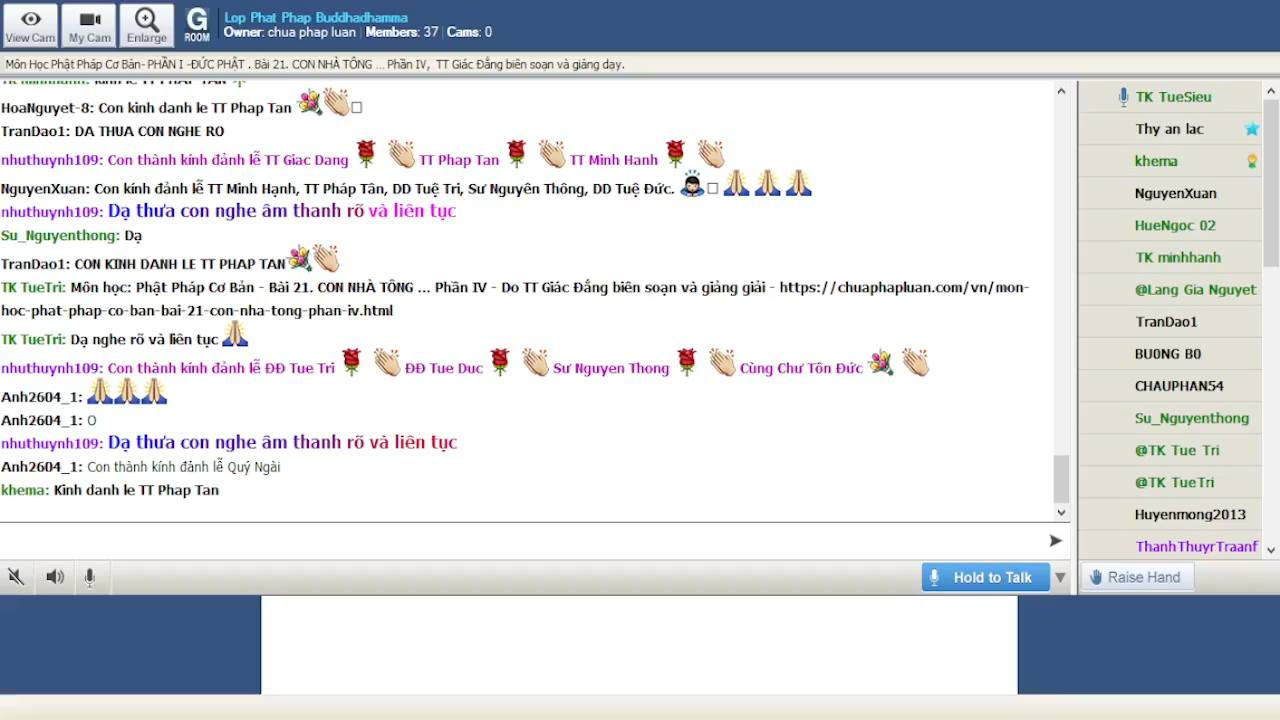 View Cam
My Cam
Enlarge
G
ROOM
Lop Phat Phap Buddhadhamma
Owner: chua phap luan | Members: 37 | Cams: 0
Môn Học Phật Pháp Cơ Bản- PHẦN I -ĐỨC PHẬT . Bài 21. CON NHÀ TÔNG ... Phần IV, TT Giác Đẳng biên soạn và giảng dạy.
HoaNguyet-8: Con kinh danh le TT Phap Tan
TranDao1: DA THUA CON NGHE RO
nhuthuynh109: Con thành kính đảnh lễ TT Giac Dang TT Phap Tan TT Minh Hanh
NguyenXuan: Con kính đảnh lễ TT Minh Hạnh, TT Pháp Tân, DD Tuệ Tri, Sư Nguyên Thông, DD Tuệ Đức.
nhuthuynh109: Dạ thưa con nghe âm thanh rõ và liên tục
Su_Nguyenthong: Dạ
TranDao1: CON KINH DANH LE TT PHAP TAN
TK TueTri: Môn học: Phật Pháp Cơ Bản - Bài 21. CON NHÀ TÔNG ... Phần IV - Do TT Giác Đẳng biên soạn và giảng giải - https://chuaphapluan.com/vn/mon-
hoc-phat-phap-co-ban-bai-21-con-nha-tong-phan-iv.html
TK TueTri: Dạ nghe rõ và liên tục
nhuthuynh109: Con thành kính đảnh lễ ĐĐ Tue Tri ĐĐ Tue Duc Sư Nguyen Thong Cùng Chư Tôn Đức
Anh2604_1:
Anh2604_1: O
nhuthuynh109: Dạ thưa con nghe âm thanh rõ và liên tục
Anh2604_1: Con thành kính đảnh lễ Quý Ngài
khema: Kinh danh le TT Phap Tan
Hold to Talk
TK TueSieu
Thy an lac
khema
NguyenXuan
HueNgoc 02
TK minhhanh
@Lang Gia Nguyet
TranDao1
BU0NG B0
CHAUPHAN54
Su_Nguyenthong
@TK Tue Tri
@TK TueTri
Huyenmong2013
ThanhThuyrTraanf
Raise Hand